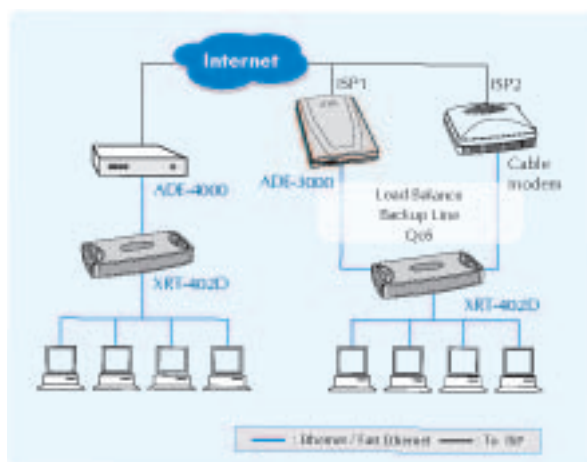 Internet
ISP1
ISP2
ADE-4000
ADE-3000
Cable
modem
Load Balance
Backup Line
QoS
XRT-402D
XRT-402D
: Ethernet / Fast Ethernet
: To ISP